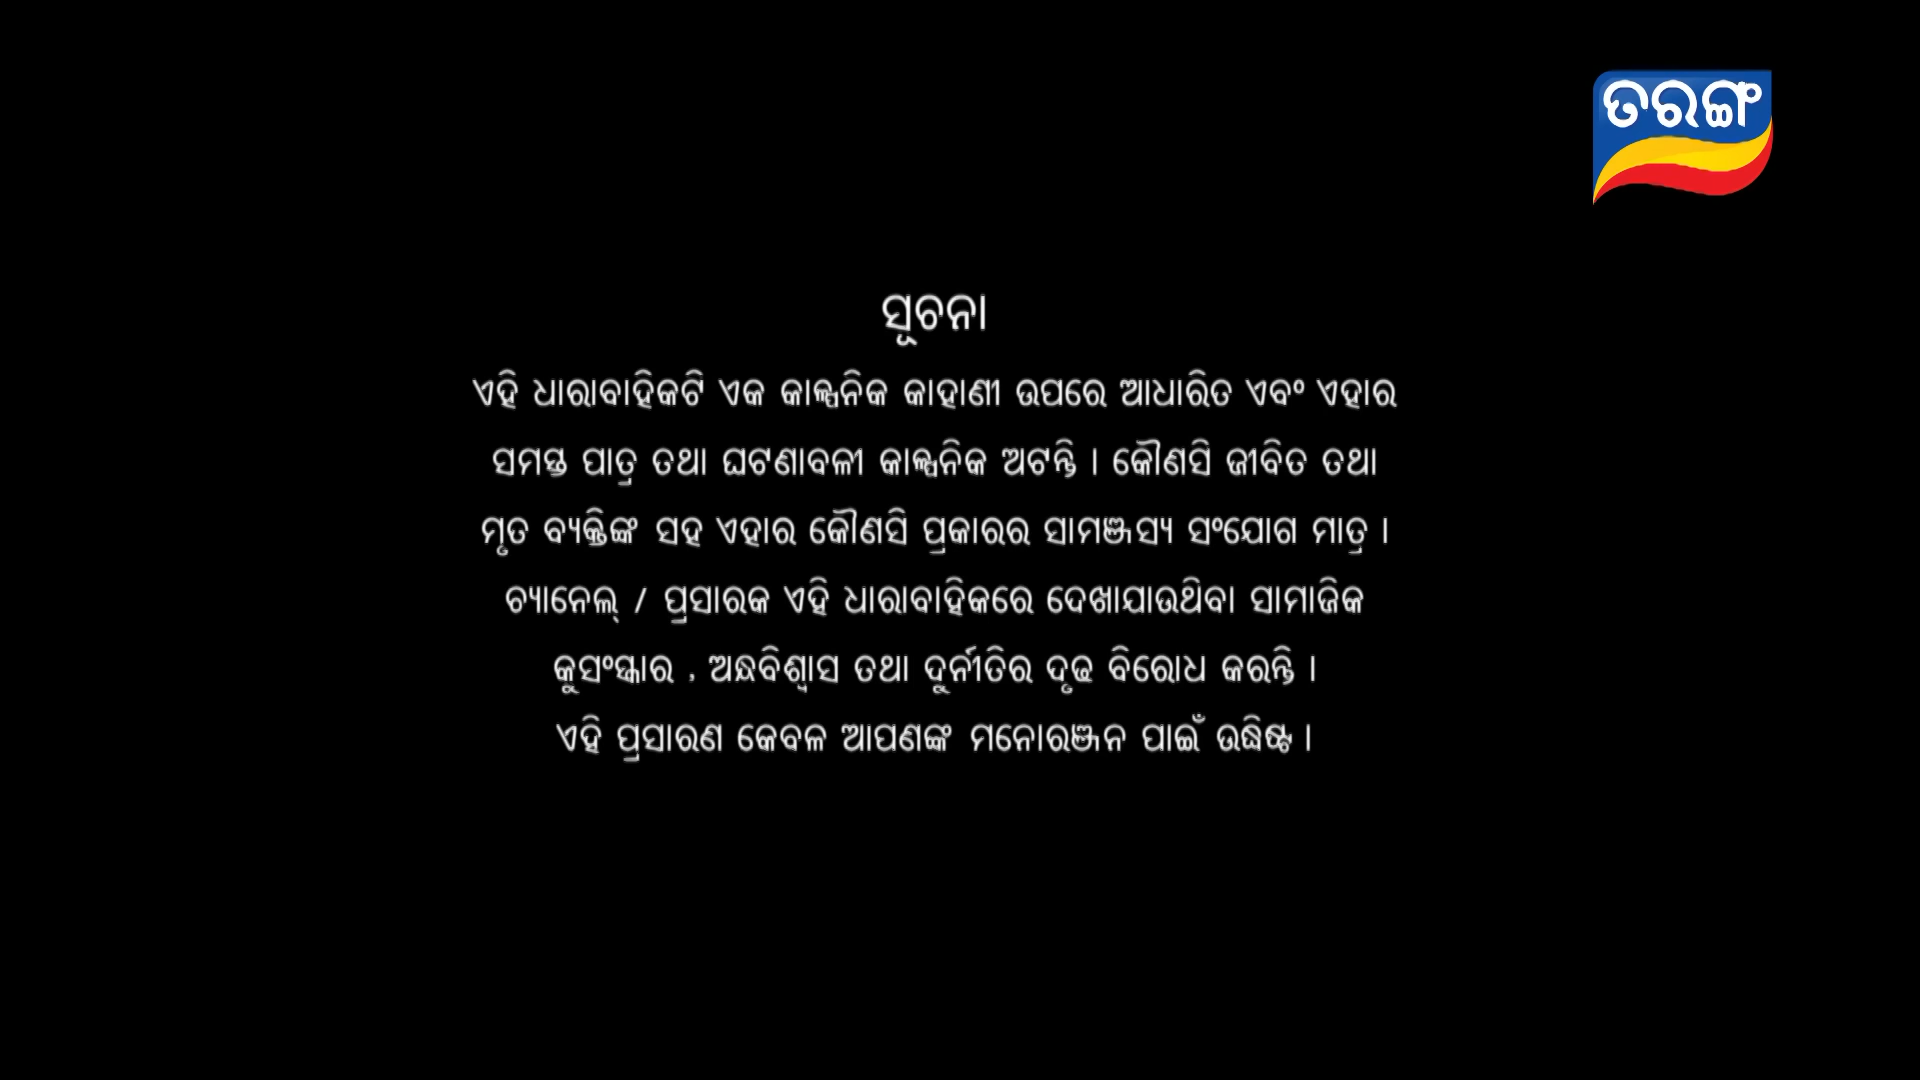 ତରଙ୍ଗ
ସୂଚନା
ଏହି ଧାରାବାହିକଟି ଏକ କାଳ୍ପନିକ କାହାଣୀ ଉପରେ ଆଧାରିତ ଏବଂ ଏହାର
ସମସ୍ତ ପାତ୍ର ତଥା ଘଟଣାବଳୀ କାଳ୍ପନିକ ଅଟନ୍ତି । କୌଣସି ଜୀବିତ ତଥା
ମୃତ ବ୍ୟକ୍ତିଙ୍କ ସହ ଏହାର କୌଣସି ପ୍ରକାରର ସାମଞ୍ଜସ୍ୟ ସଂଯୋଗ ମାତ୍ର ।
ଚ୍ୟାନେଲ୍ / ପ୍ରସାରକ ଏହି ଧାରାବାହିକରେ ଦେଖାଯାଉଥିବା ସାମାଜିକ
କୁସଂସ୍କାର , ଅନ୍ଧବିଶ୍ୱାସ ତଥା ଦୁର୍ନୀତିର ଦୃଢ ବିରୋଧ କରନ୍ତି ।
ଏହି ପ୍ରସାରଣ କେବଳ ଆପଣଙ୍କ ମନୋରଞ୍ଜନ ପାଇଁ ଉଦ୍ଧିଷ୍ଟ ।